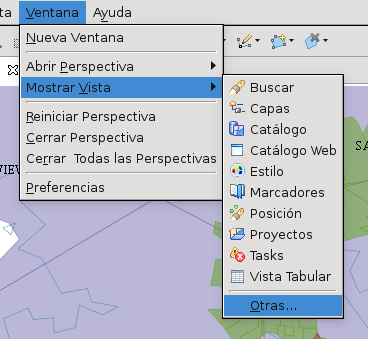 ta Ventana Ayuda
Nueva Ventana
Abrir Perspectiva
Mostrar Vista
Reiniciar Perspectiva
Cerrar Perspectiva
Cerrar Todas las Perspectivas
Preferencias
Buscar
Capas
Catálogo
Catálogo Web
Estilo
Marcadores
Posición
Proyectos
Tasks
Vista Tabular
Otras...
VIEW
SA